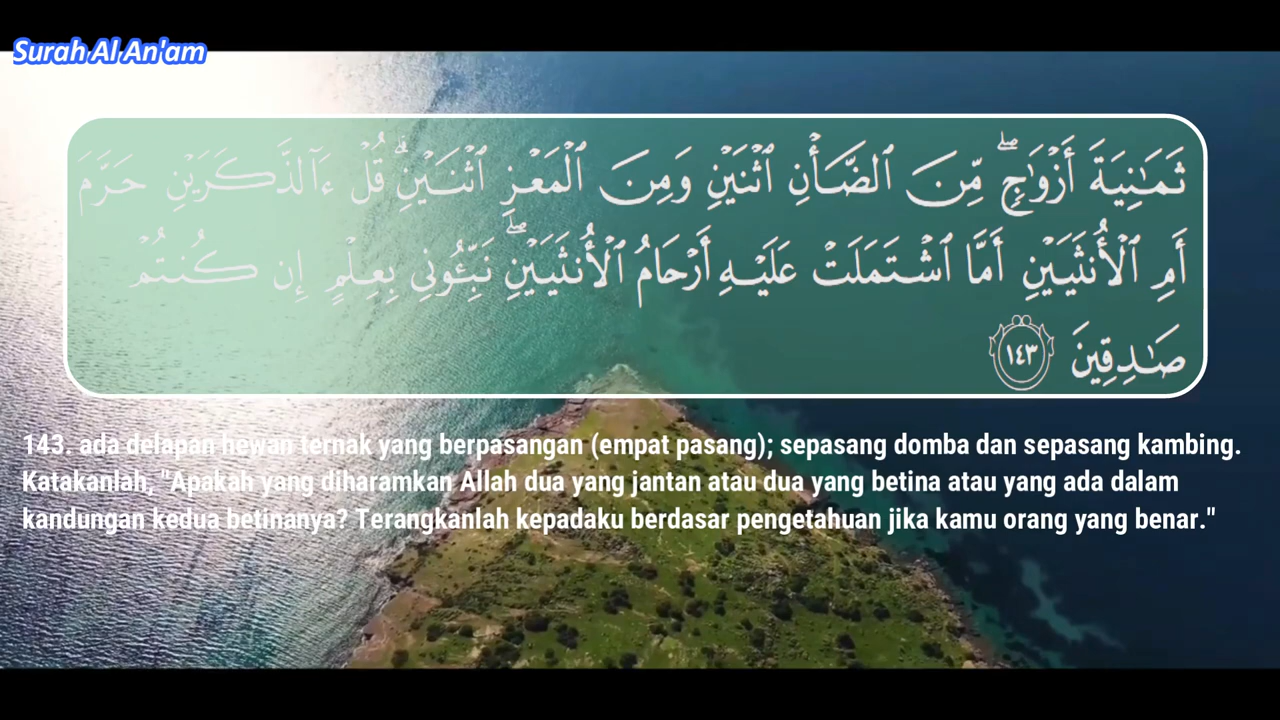 Surah Al An'am
ثَمَـٰنِيَةَ أَزْوَٰجٍۢ ۖ مِّنَ ٱلضَّأْنِ ٱثْنَيْنِ وَمِنَ ٱلْمَعْزِ ٱثْنَيْنِ ۗ قُلْ ءَآلذَّكَرَيْنِ حَرَّمَ
أَمِ ٱلْأُنثَيَيْنِ أَمَّا ٱشْتَمَلَتْ عَلَيْهِ أَرْحَامُ ٱلْأُنثَيَيْنِ ۖ نَبِّـُٔونِى بِعِلْمٍ إِن كُنتُمْ
صَـٰدِقِينَ ١٤٣
143. ada delapan hewan ternak yang berpasangan (empat pasang); sepasang domba dan sepasang kambing.
Katakanlah, "Apakah yang diharamkan Allah dua yang jantan atau dua yang betina atau yang ada dalam
kandungan kedua betinanya? Terangkanlah kepadaku berdasar pengetahuan jika kamu orang yang benar."